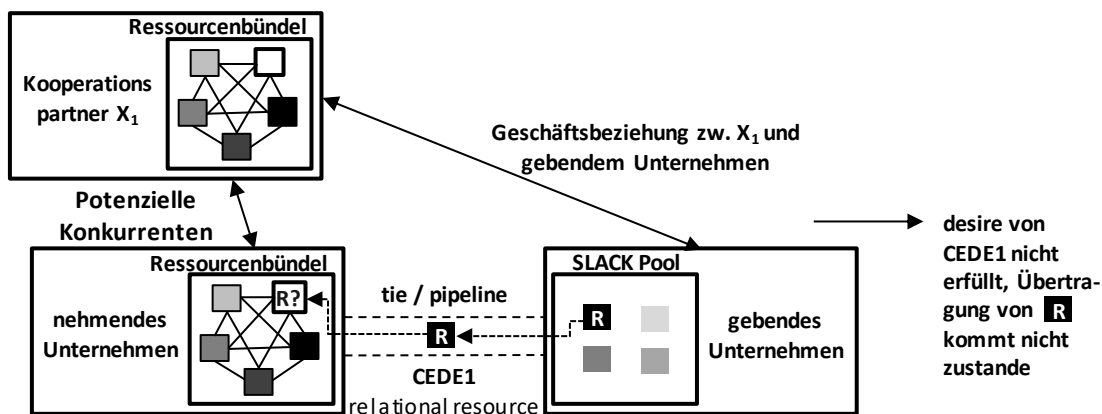 Ressourcenbündel
Kooperations
partner X₁
Geschäftsbeziehung zw. X₁ und
gebendem Unternehmen
Potenzielle
Konkurrenten
Ressourcenbündel
R?
nehmendes
Unternehmen
tie / pipeline
R
CEDE1
relational resource
SLACK Pool
R
gebendes
Unternehmen
desire von
CEDE1 nicht
erfüllt, Übertra-
gung von R
kommt nicht
zustande